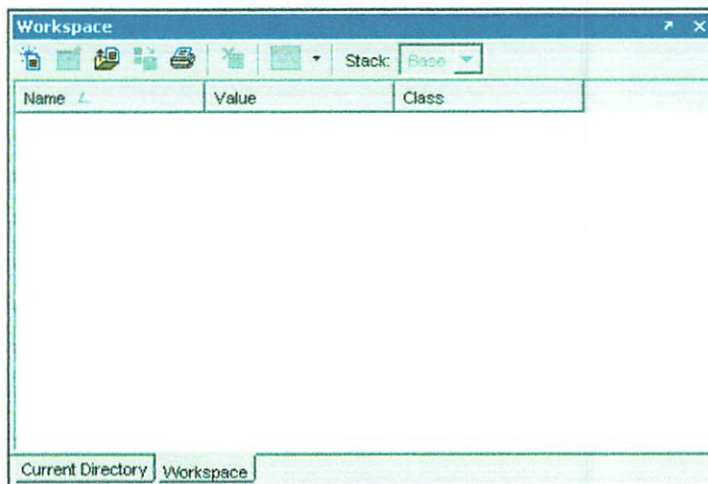 Workspace
Stack: Base
Name Value Class
Current Directory Workspace